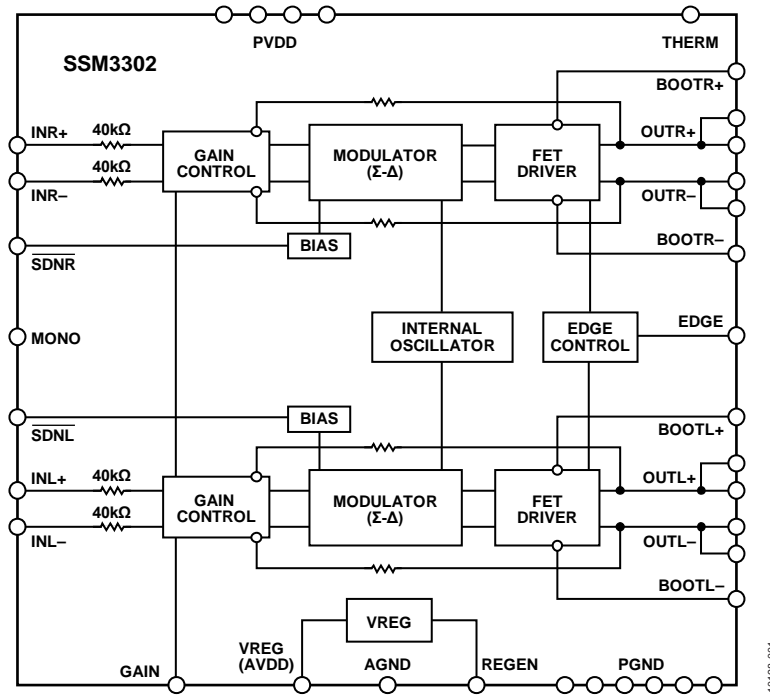 PVDD
THERM
SSM3302
BOOTR+
INR+
40kΩ
GAIN
CONTROL
MODULATOR
(Σ-Δ)
FET
DRIVER
OUTR+
40kΩ
INR–
OUTR–
BIAS
SDNR
BOOTR–
MONO
INTERNAL
OSCILLATOR
EDGE
CONTROL
EDGE
BIAS
SDNL
BOOTL+
INL+
40kΩ
GAIN
CONTROL
MODULATOR
(Σ-Δ)
FET
DRIVER
OUTL+
40kΩ
INL–
OUTL–
BOOTL–
VREG
VREG
(AVDD)
GAIN
AGND
REGEN
PGND